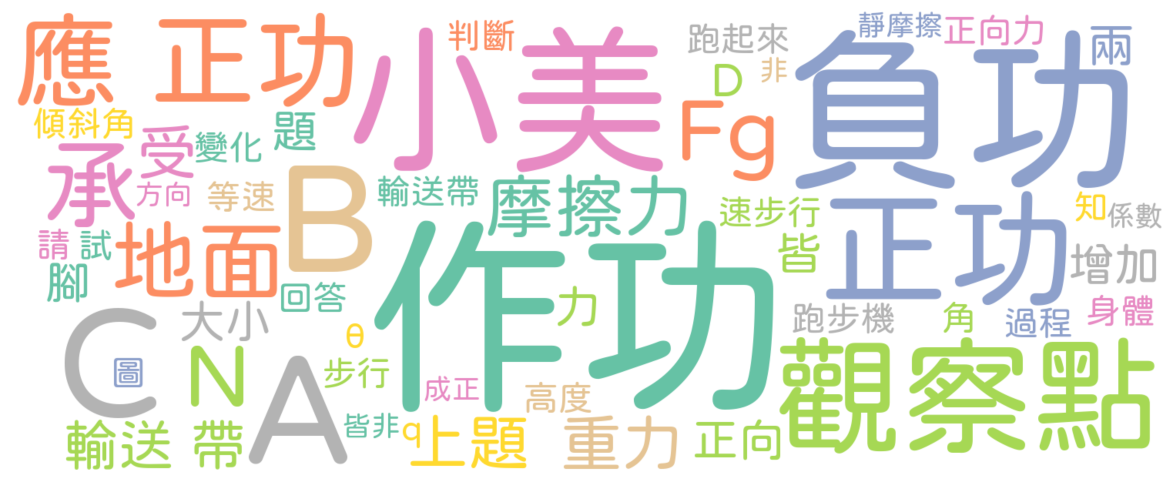 應 正功
小美
判斷
跑起來
靜摩擦
正向力
兩
D
非
負功
Fg
傾斜角
受
變化
題
承
方向
等速
B
輸送帶
摩擦力
速步行
正功
知
係數
請
試
地面
作功
皆
增加
腳
回答
力
大小
C
圖
N
A
θ
步行
跑步機
角
過程
身體
觀察點
成正
高度
輸送 帶
皆非
q
上題
重力
正向